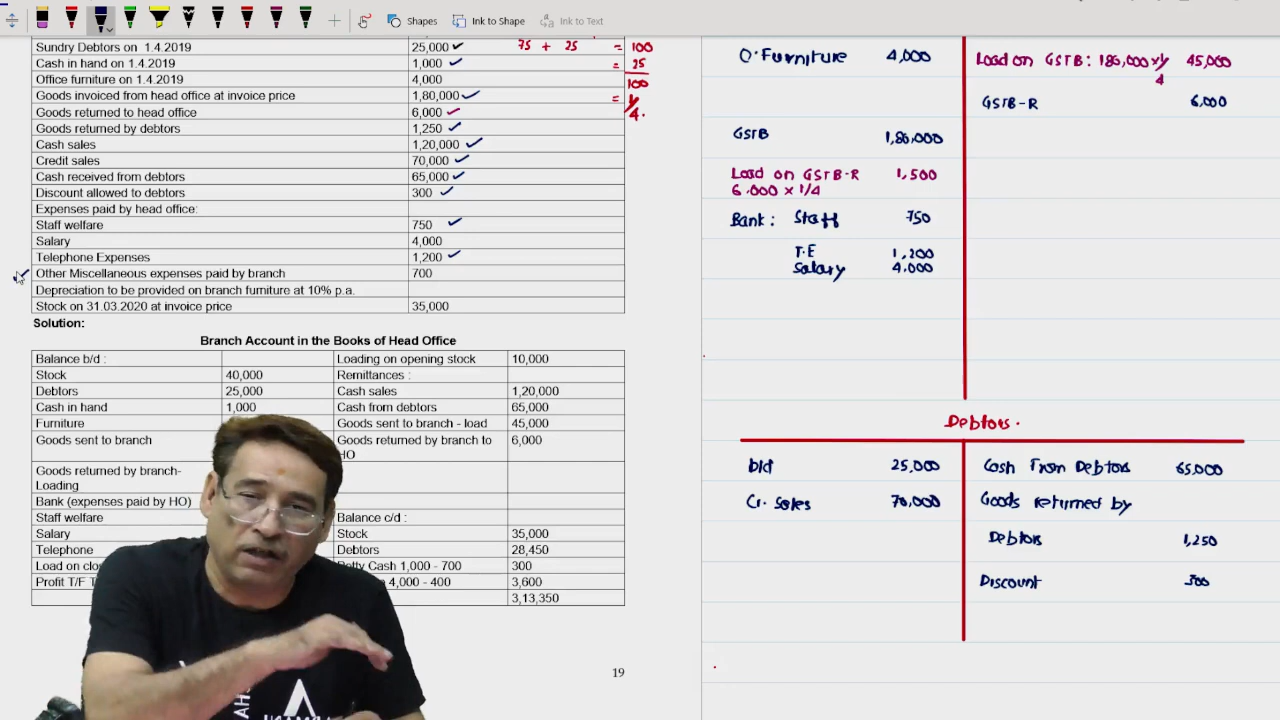 Shapes
Ink to Shape
Ink to Text
Sundry Debtors on 1.4.2019 25,000
Cash in hand on 1.4.2019 1,000
Office furniture on 1.4.2019 4,000
Goods invoiced from head office at invoice price 1,80,000
Goods returned to head office 6,000
Goods returned by debtors 1,250
Cash sales 1,20,000
Credit sales 70,000
Cash received from debtors 65,000
Discount allowed to debtors 300
Expenses paid by head office:
Staff welfare 750
Salary 4,000
Telephone Expenses 1,200
Other Miscellaneous expenses paid by branch 700
Depreciation to be provided on branch furniture at 10% p.a.
Stock on 31.03.2020 at invoice price 35,000
75 + 25 = 100
= 25
100
= 1/4.
Solution:
Branch Account in the Books of Head Office
Balance b/d : Loading on opening stock 10,000
Stock 40,000 Remittances :
Debtors 25,000 Cash sales 1,20,000
Cash in hand 1,000 Cash from debtors 65,000
Furniture Goods sent to branch - load 45,000
Goods sent to branch Goods returned by branch to HO 6,000
Goods returned by branch-
Loading
Bank (expenses paid by HO)
Staff welfare Balance c/d :
Salary Stock 35,000
Telephone Debtors 28,450
Load on clo Petty Cash 1,000 - 700 300
Profit T/F T 4,000 - 400 3,600
3,13,350
19
O'Furniture 4,000
Load on GSTB: 180,000 x 1/4 45,000
GSTB-R 6,000
GSTB 1,80,000
Load on GSTB-R 1,500
6,000 x 1/4
Bank: Staff 750
T.E 1,200
Salary 4,000
Debtors.
b/d 25,000
Cash From Debtors 65,000
Cr. Sales 70,000
Goods returned by
Debtors 1,250
Discount 300